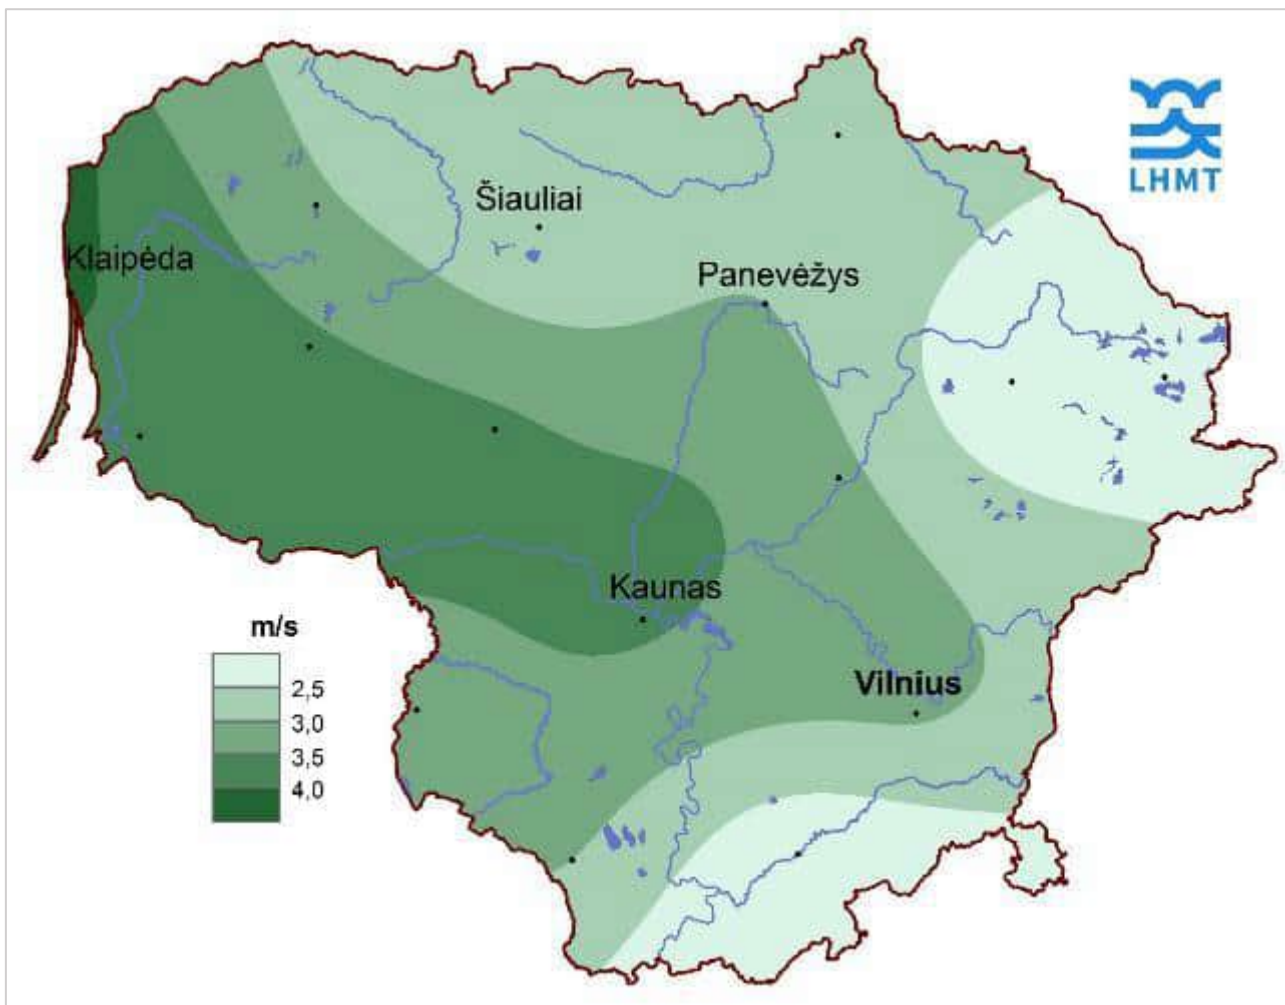 LHMT
Šiauliai
Klaipėda
Panevėžys
Kaunas
m/s
Vilnius
2,5
3,0
3,5
4,0